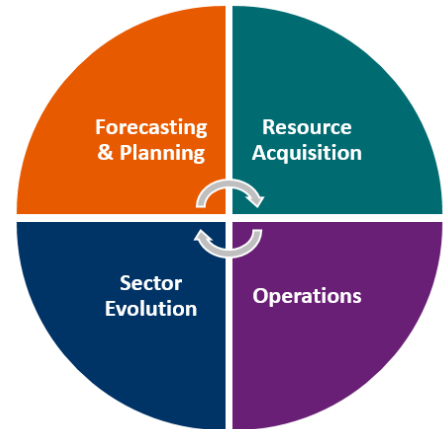 Forecasting
& Planning
Resource
Acquisition
Sector
Evolution
Operations